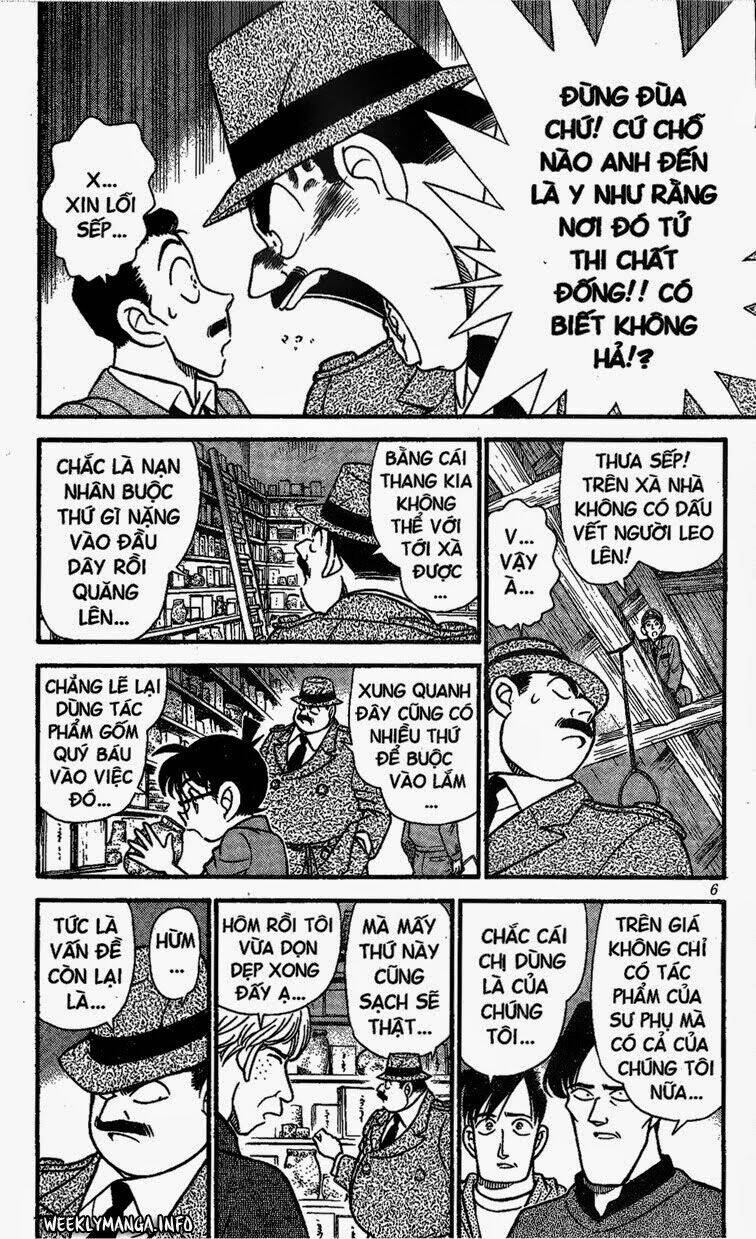 ĐỪNG ĐÙA
CHỨ! CỨ CHỖ
NÀO ANH ĐẾN
LÀ Y NHƯ RẰNG
NƠI ĐÓ TỬ
THI CHẤT
ĐỐNG!! CÓ
BIẾT KHÔNG
HẢ!?
X...
XIN LỖI
SẾP...
THƯA SẾP!
TRÊN XÀ NHÀ
KHÔNG CÓ DẤU
VẾT NGƯỜI LEO
LÊN!
V...
VẬY
À...
BẰNG CÁI
THANG KIA
KHÔNG
THỂ VỚI
TỚI XÀ
ĐƯỢC
...
CHẮC LÀ NẠN
NHÂN BUỘC
THỨ GÌ NẶNG
VÀO ĐẦU
DÂY RỒI
QUĂNG
LÊN...
XUNG QUANH
ĐÂY CŨNG CÓ
NHIỀU THỨ
ĐỂ BUỘC
VÀO LẮM
...
CHẲNG LẼ LẠI
DÙNG TÁC
PHẨM GỐM
QUÝ BÁU
VÀO VIỆC
ĐÓ...
6
TRÊN GIÁ
KHÔNG CHỈ
CÓ TÁC
PHẨM CỦA
SƯ PHỤ MÀ
CÓ CẢ CỦA
CHÚNG TÔI
NỮA...
CHẮC CÁI
CHỊ DÙNG
LÀ CỦA
CHÚNG
TÔI...
MÀ MẤY
THỨ NÀY
CŨNG
SẠCH SẼ
THẬT...
HÔM RỒI TÔI
VỪA DỌN
DẸP XONG
ĐẤY Ạ...
HỪM
...
TỨC LÀ
VẤN ĐỀ
CÒN LẠI
LÀ...
WEEKLYMANGA.INFO